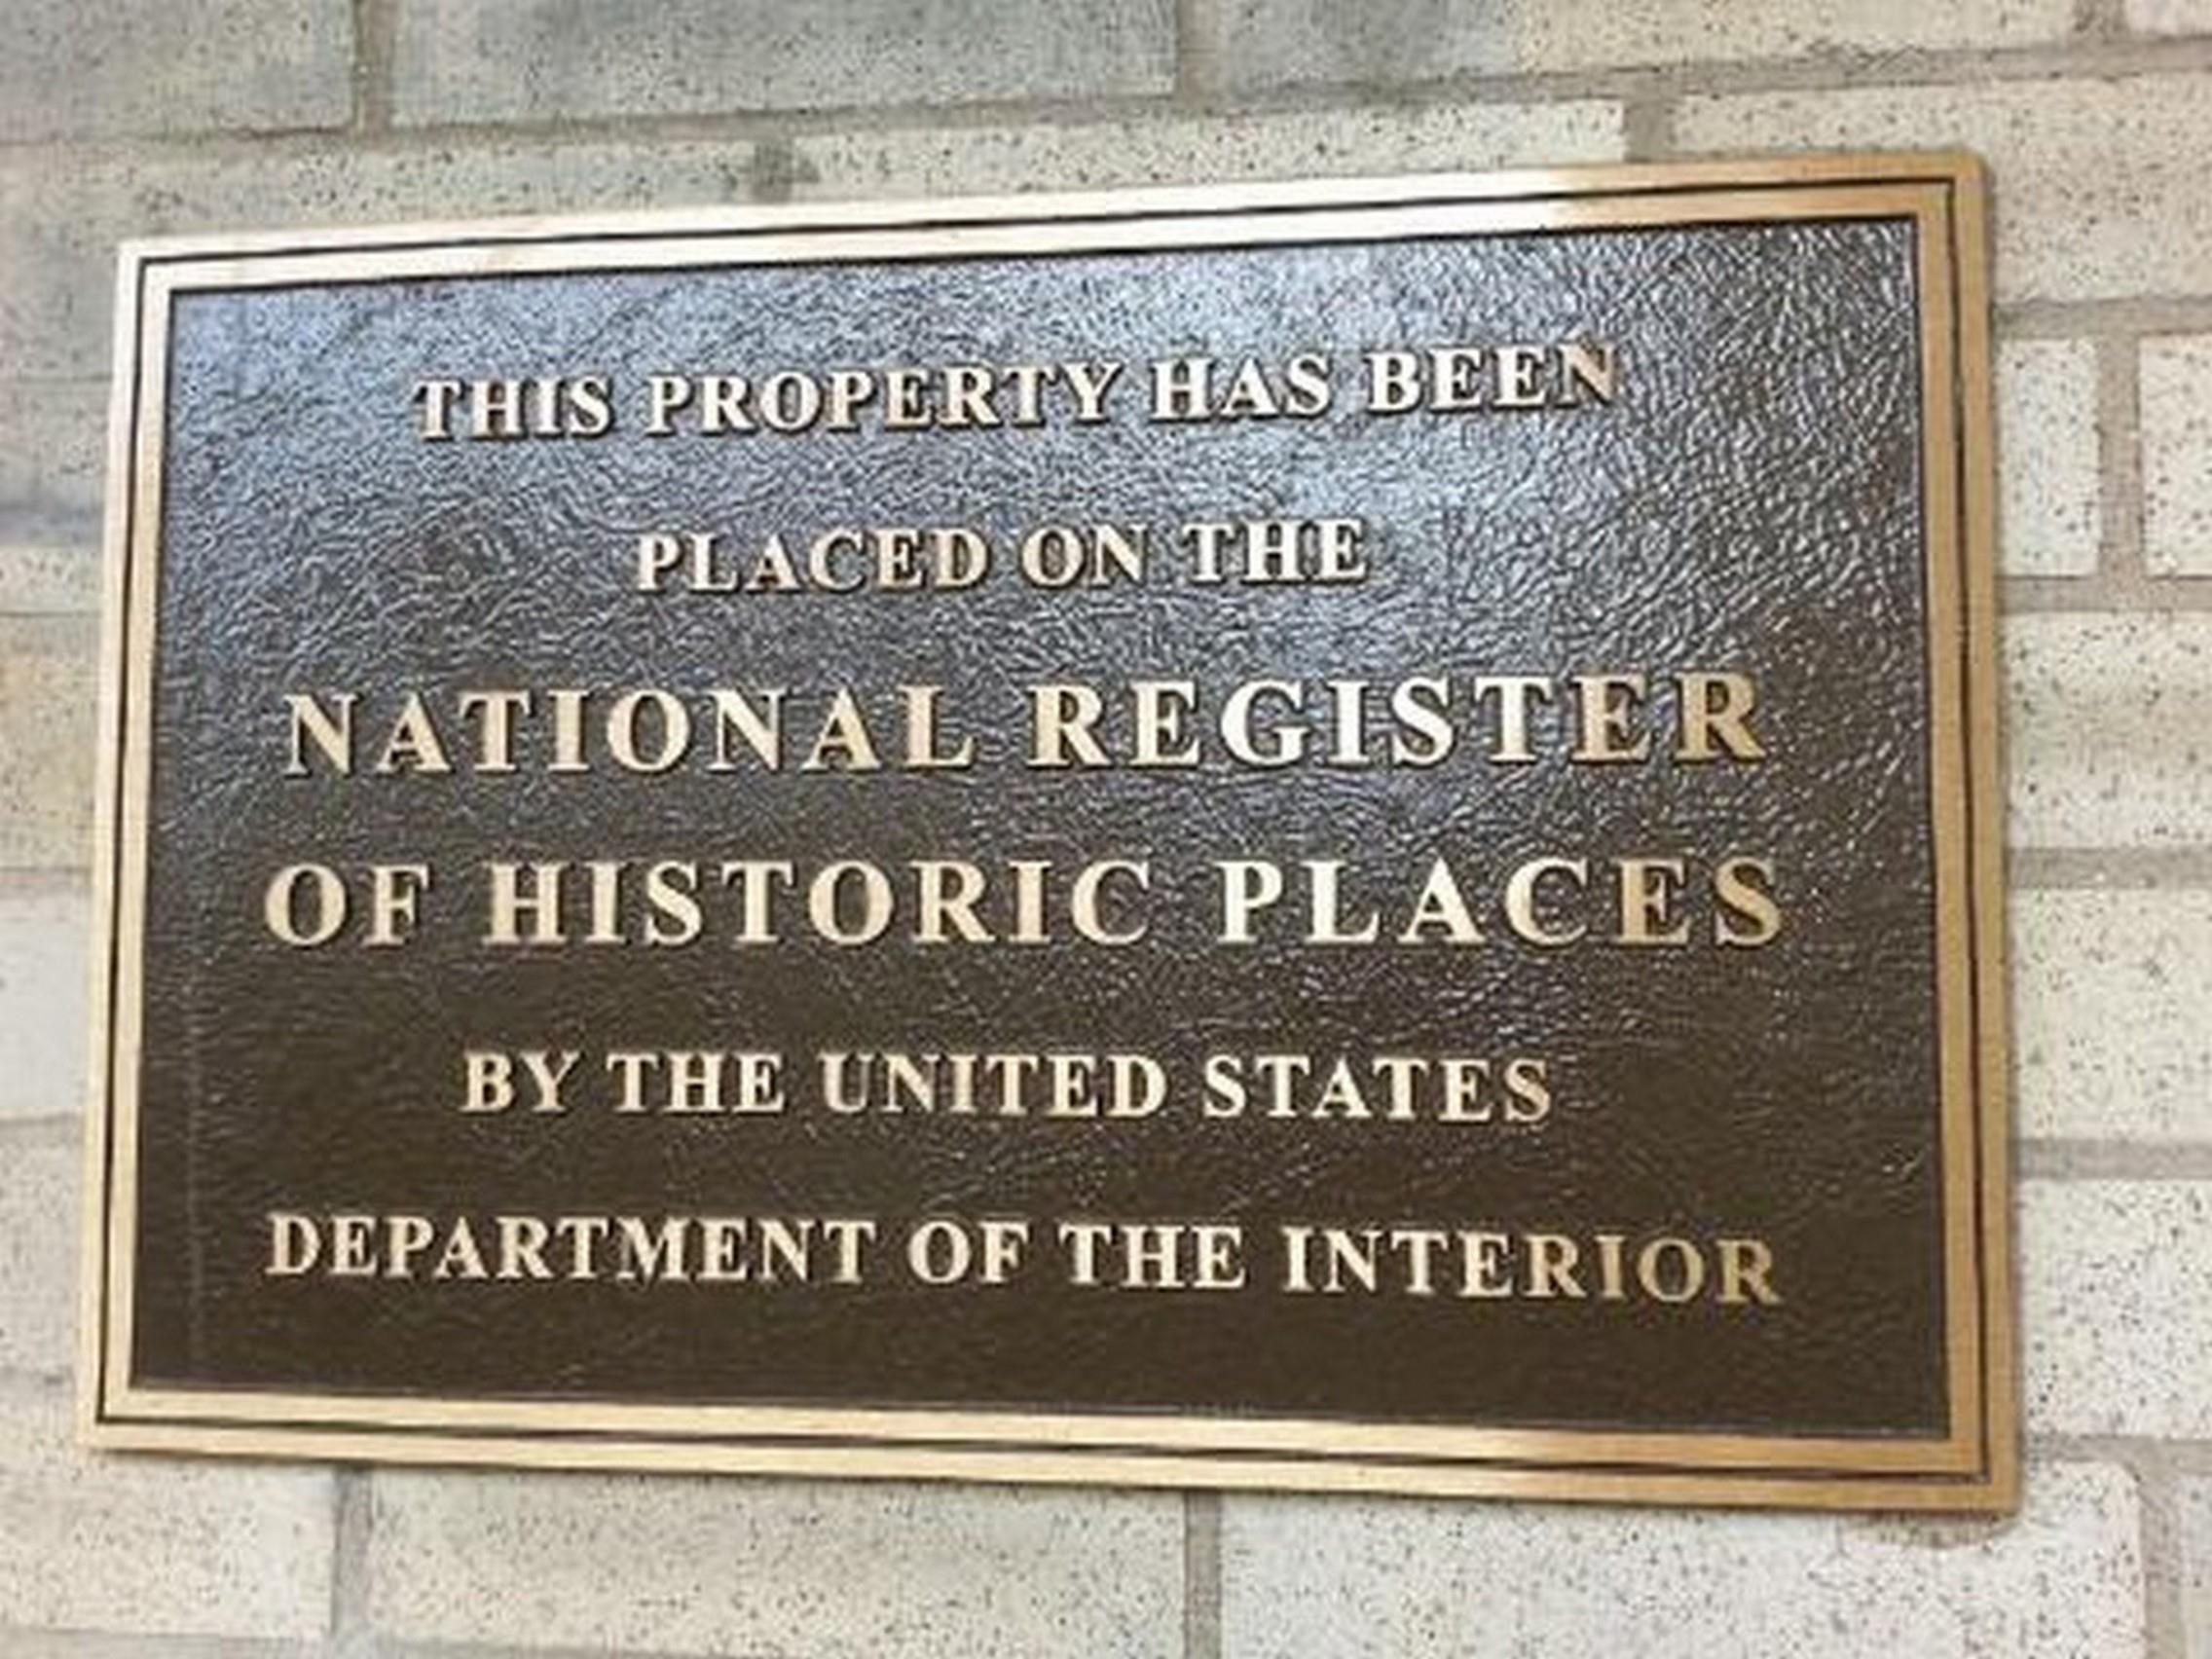 THIS PROPERTY HAS BEEN
PLACED ON THE
NATIONAL REGISTER
OF HISTORIC PLACES
BY THE UNITED STATES
DEPARTMENT OF THE INTERIOR